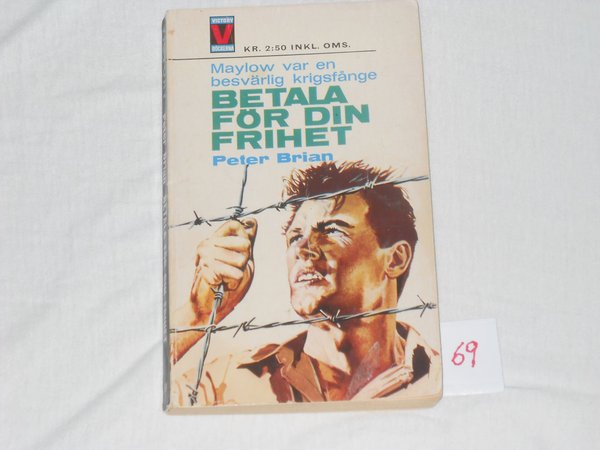 VICTORY
V
BÖCKERNA
KR. 2:50 INKL. OMS.
Maylow var en
besvärlig krigsfånge
BETALA
FÖR DIN
FRIHET
Peter Brian
69